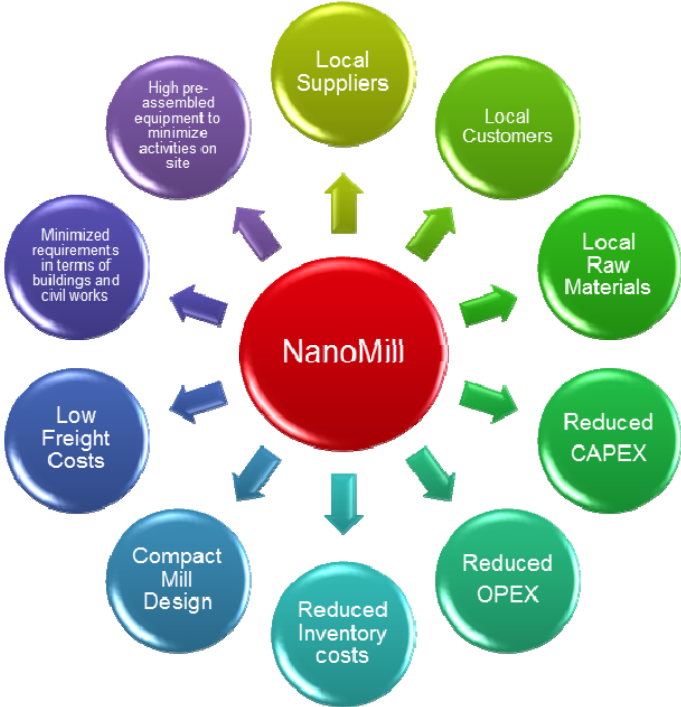 Local
Suppliers
Local
Customers
Local
Raw
Materials
Reduced
CAPEX
Reduced
OPEX
Reduced
Inventory
costs
Compact
Mill
Design
Low
Freight
Costs
Minimized
requirements
in terms of
buildings and
civil works
High pre-
assembled
equipment to
minimize
activities on
site
NanoMill